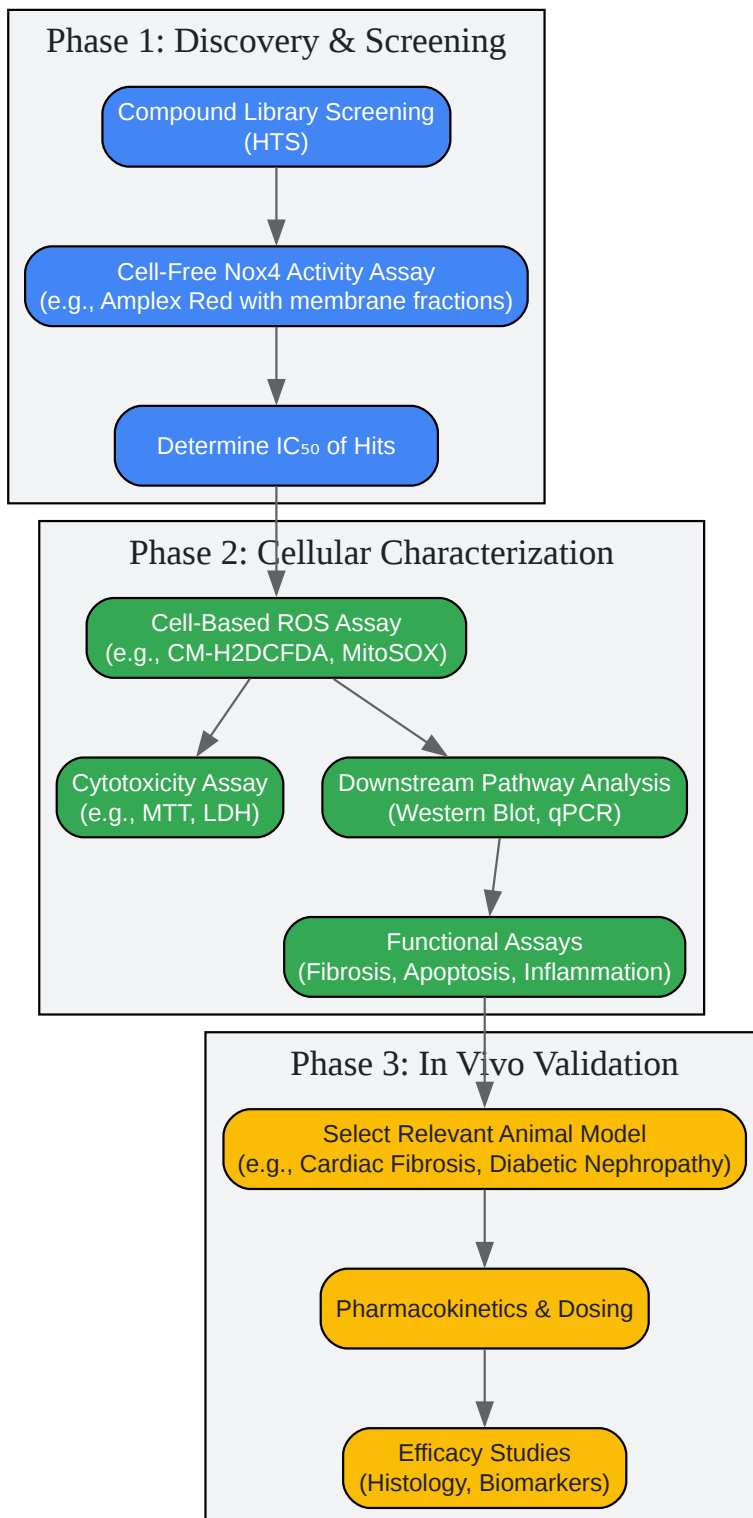 Phase 1: Discovery & Screening
Compound Library Screening
(HTS)
Cell-Free Nox4 Activity Assay
(e.g., Amplex Red with membrane fractions)
Determine IC₅₀ of Hits
Phase 2: Cellular Characterization
Cell-Based ROS Assay
(e.g., CM-H2DCFDA, MitoSOX)
Cytotoxicity Assay
(e.g., MTT, LDH)
Downstream Pathway Analysis
(Western Blot, qPCR)
Functional Assays
(Fibrosis, Apoptosis, Inflammation)
Phase 3: In Vivo Validation
Select Relevant Animal Model
(e.g., Cardiac Fibrosis, Diabetic Nephropathy)
Pharmacokinetics & Dosing
Efficacy Studies
(Histology, Biomarkers)